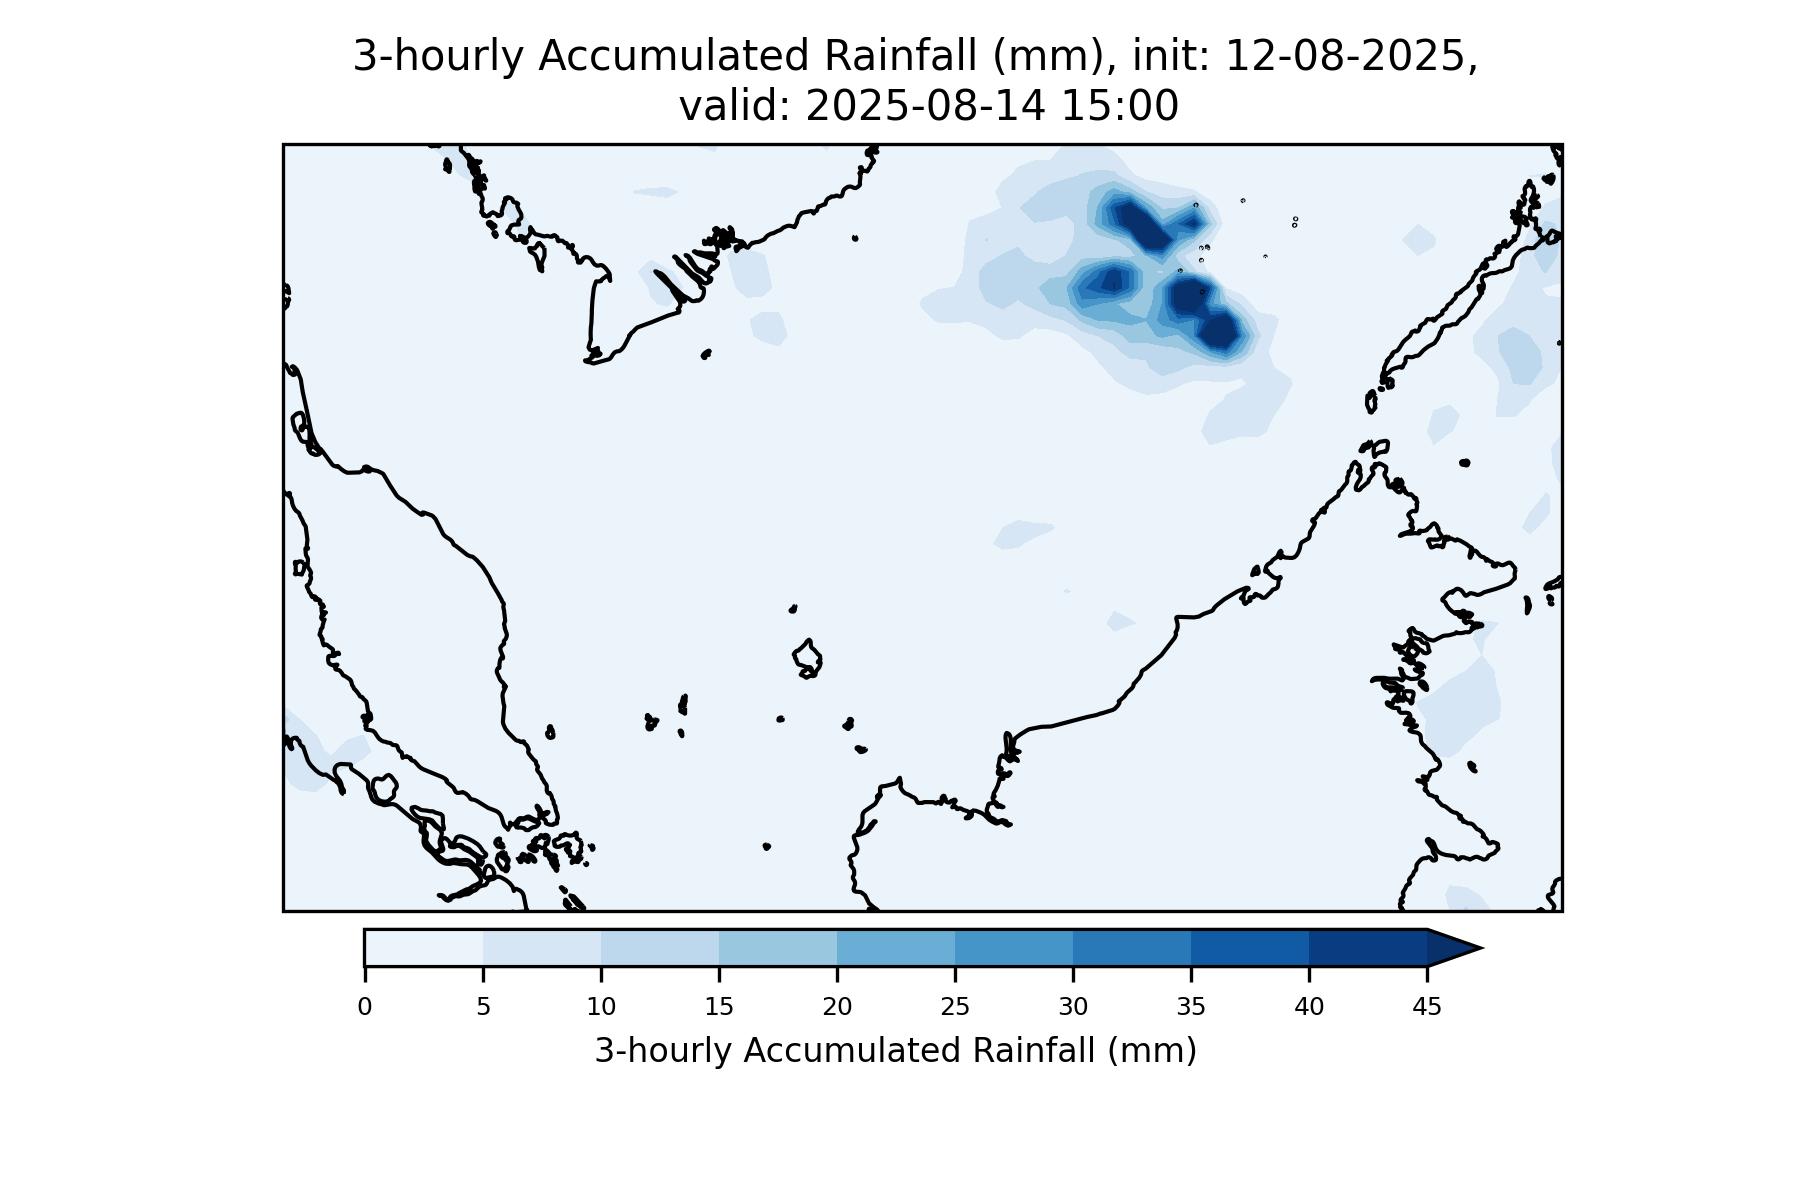 3-hourly Accumulated Rainfall (mm), init: 12-08-2025,
valid: 2025-08-14 15:00
0 5 10 15 20 25 30 35 40 45
3-hourly Accumulated Rainfall (mm)